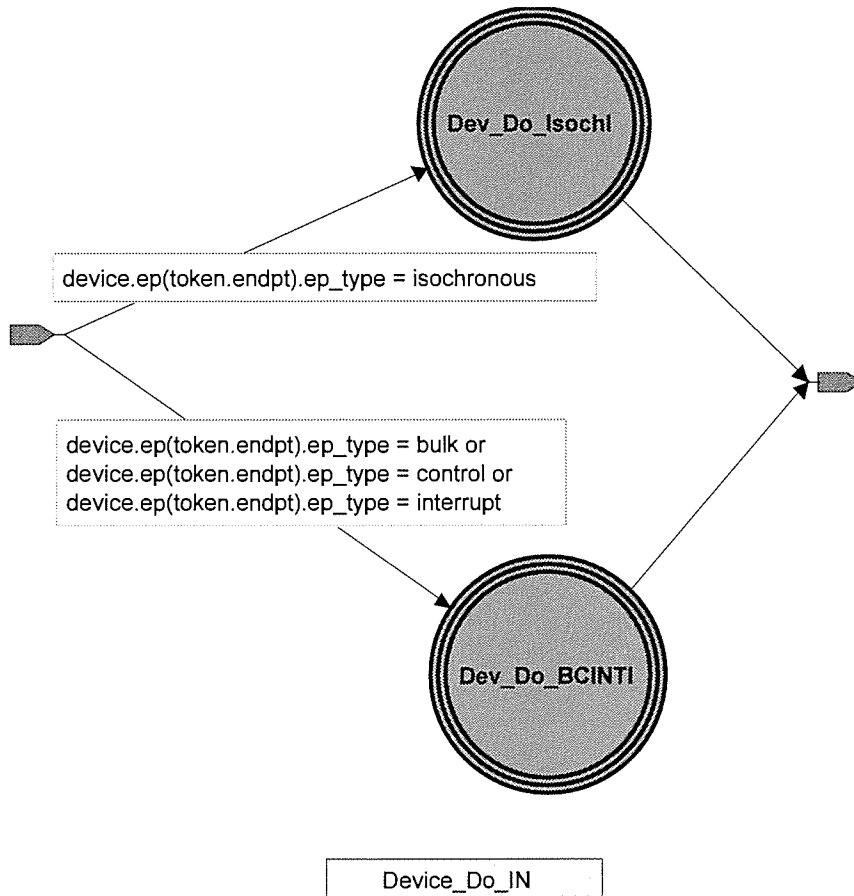 Dev_Do_IsochI
device.ep(token.endpt).ep_type = isochronous
device.ep(token.endpt).ep_type = bulk or
device.ep(token.endpt).ep_type = control or
device.ep(token.endpt).ep_type = interrupt
Dev_Do_BCINTI
Device_Do_IN